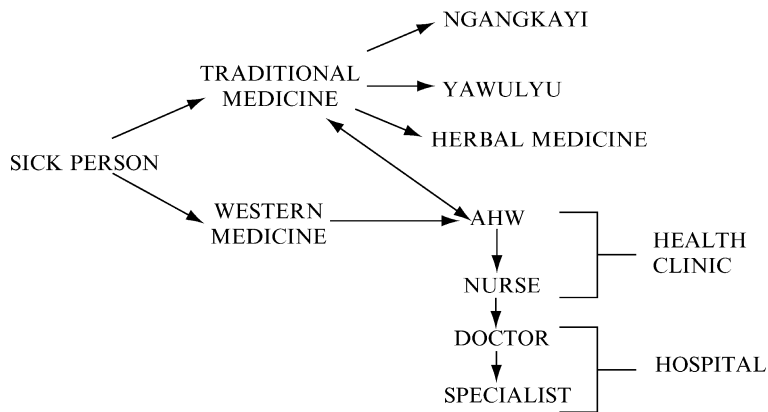 NGANGKAYI
TRADITIONAL
MEDICINE
YAWULYU
HERBAL MEDICINE
SICK PERSON
WESTERN
MEDICINE
AHW
HEALTH
CLINIC
NURSE
DOCTOR
HOSPITAL
SPECIALIST